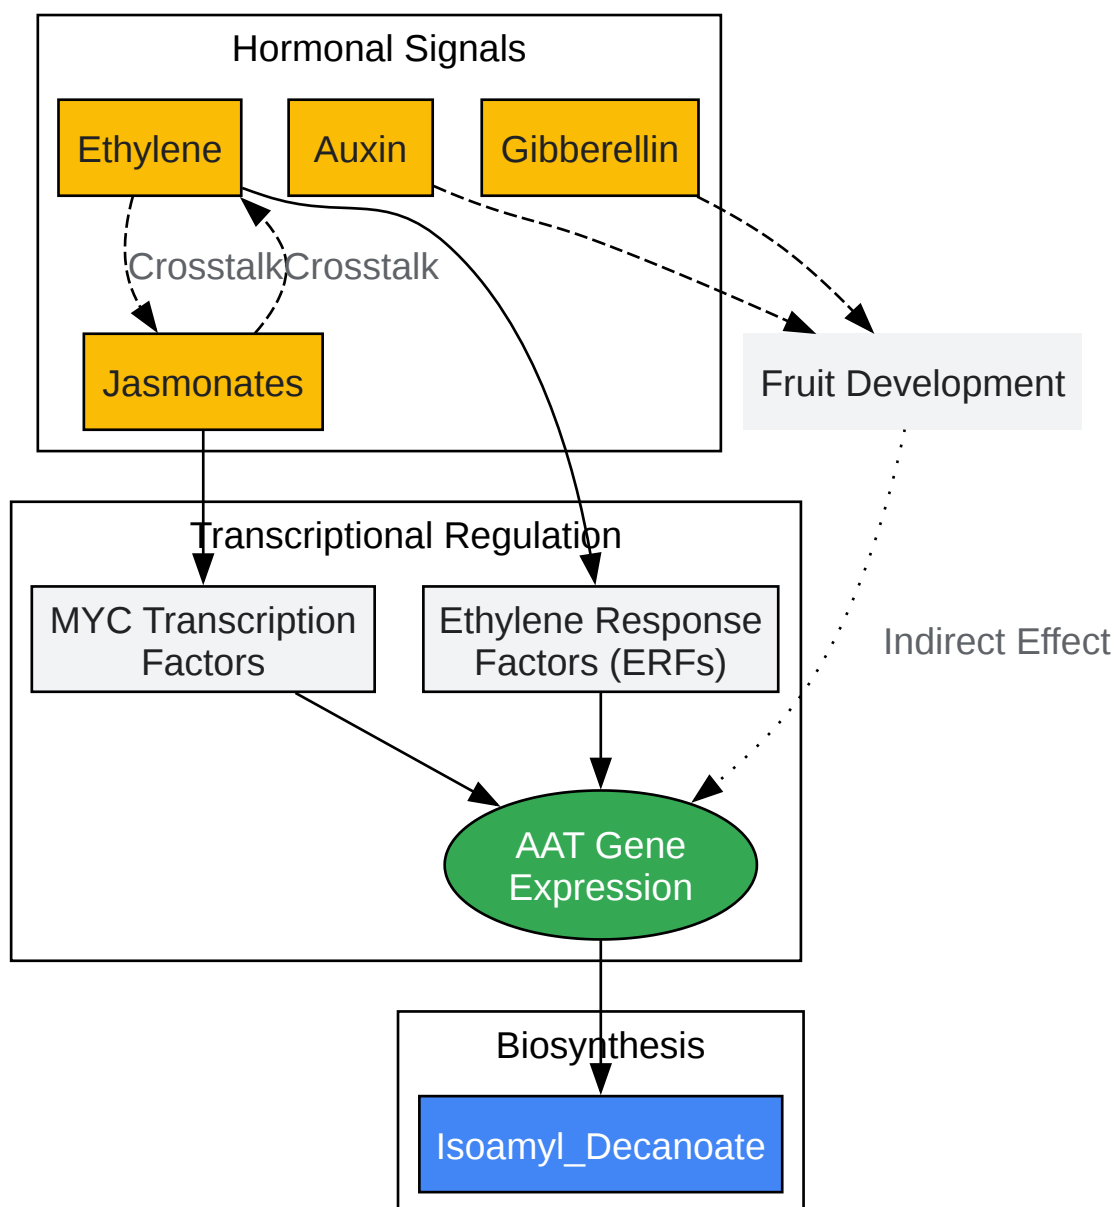 Hormonal Signals
Ethylene
Auxin
Gibberellin
Crosstalk
Crosstalk
Jasmonates
Fruit Development
Transcriptional Regulation
MYC Transcription
Factors
Ethylene Response
Factors (ERFs)
Indirect Effect
AAT Gene
Expression
Biosynthesis
Isoamyl_Decanoate